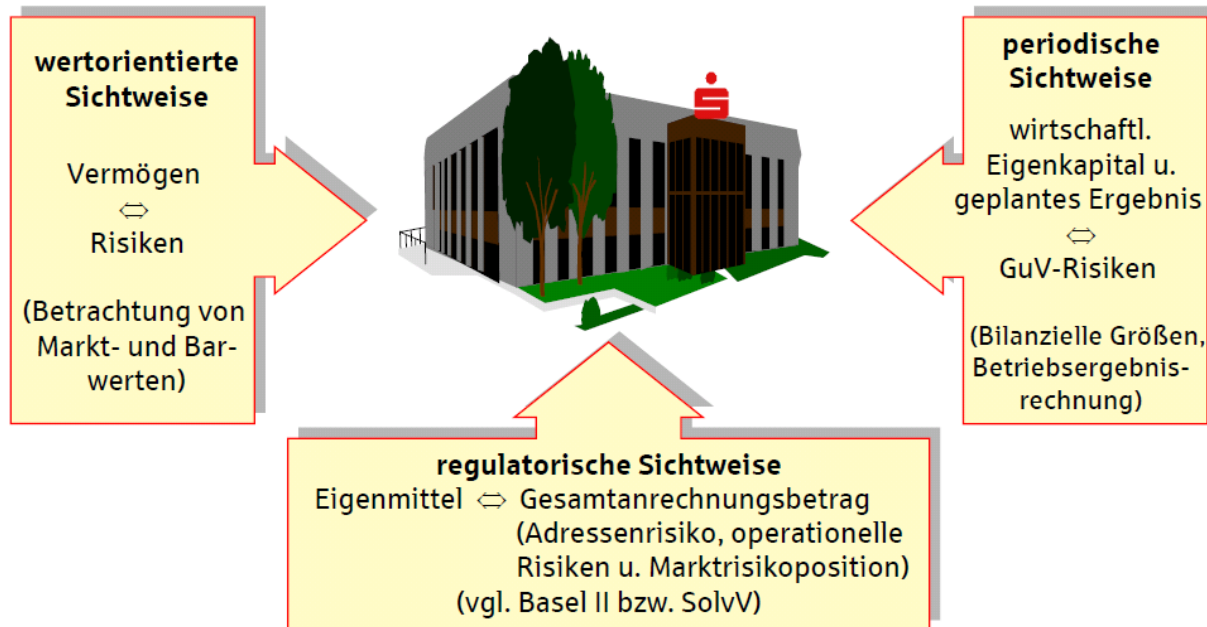 wertorientierte
Sichtweise
Vermögen
⇔
Risiken
(Betrachtung von
Markt- und Bar-
werten)
periodische
Sichtweise
wirtschaftl.
Eigenkapital u.
geplantes Ergebnis
⇔
GuV-Risiken
(Bilanzielle Größen,
Betriebsergebnis-
rechnung)
regulatorische Sichtweise
Eigenmittel ⇔ Gesamtanrechnungsbetrag
(Adressenrisiko, operationelle
Risiken u. Marktrisikoposition)
(vgl. Basel II bzw. SolvV)